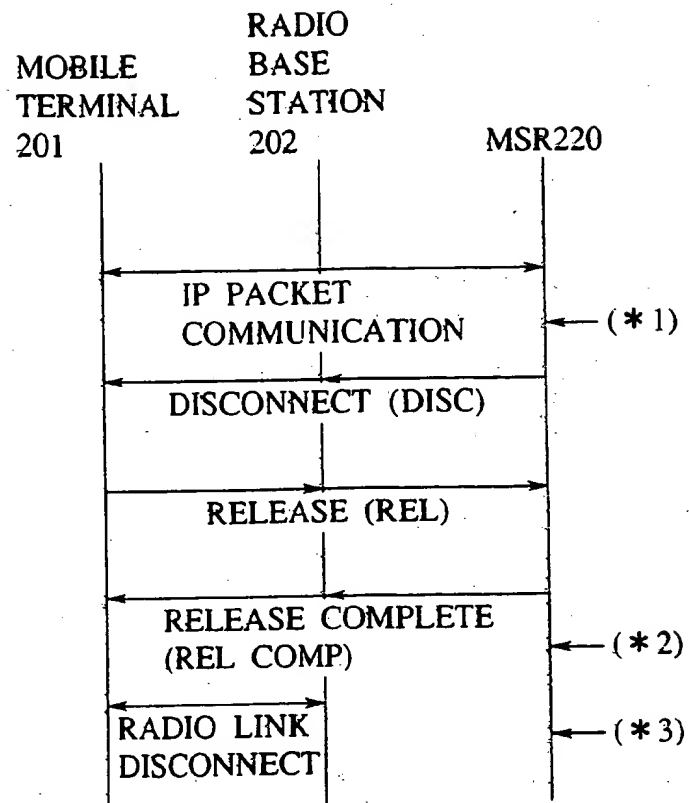 MOBILE
TERMINAL
201
RADIO
BASE
STATION
202
MSR220
IP PACKET
COMMUNICATION
(*1)
DISCONNECT (DISC)
RELEASE (REL)
RELEASE COMPLETE
(REL COMP)
(*2)
RADIO LINK
DISCONNECT
(*3)